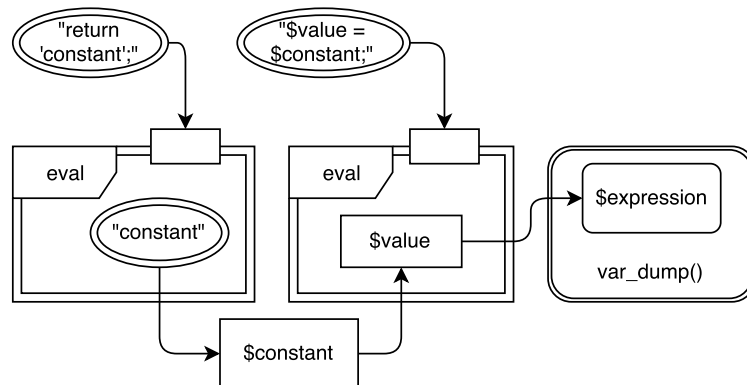 "return
'constant';"
"$value =
$constant;"
eval
eval
$expression
"constant"
$value
var_dump()
$constant